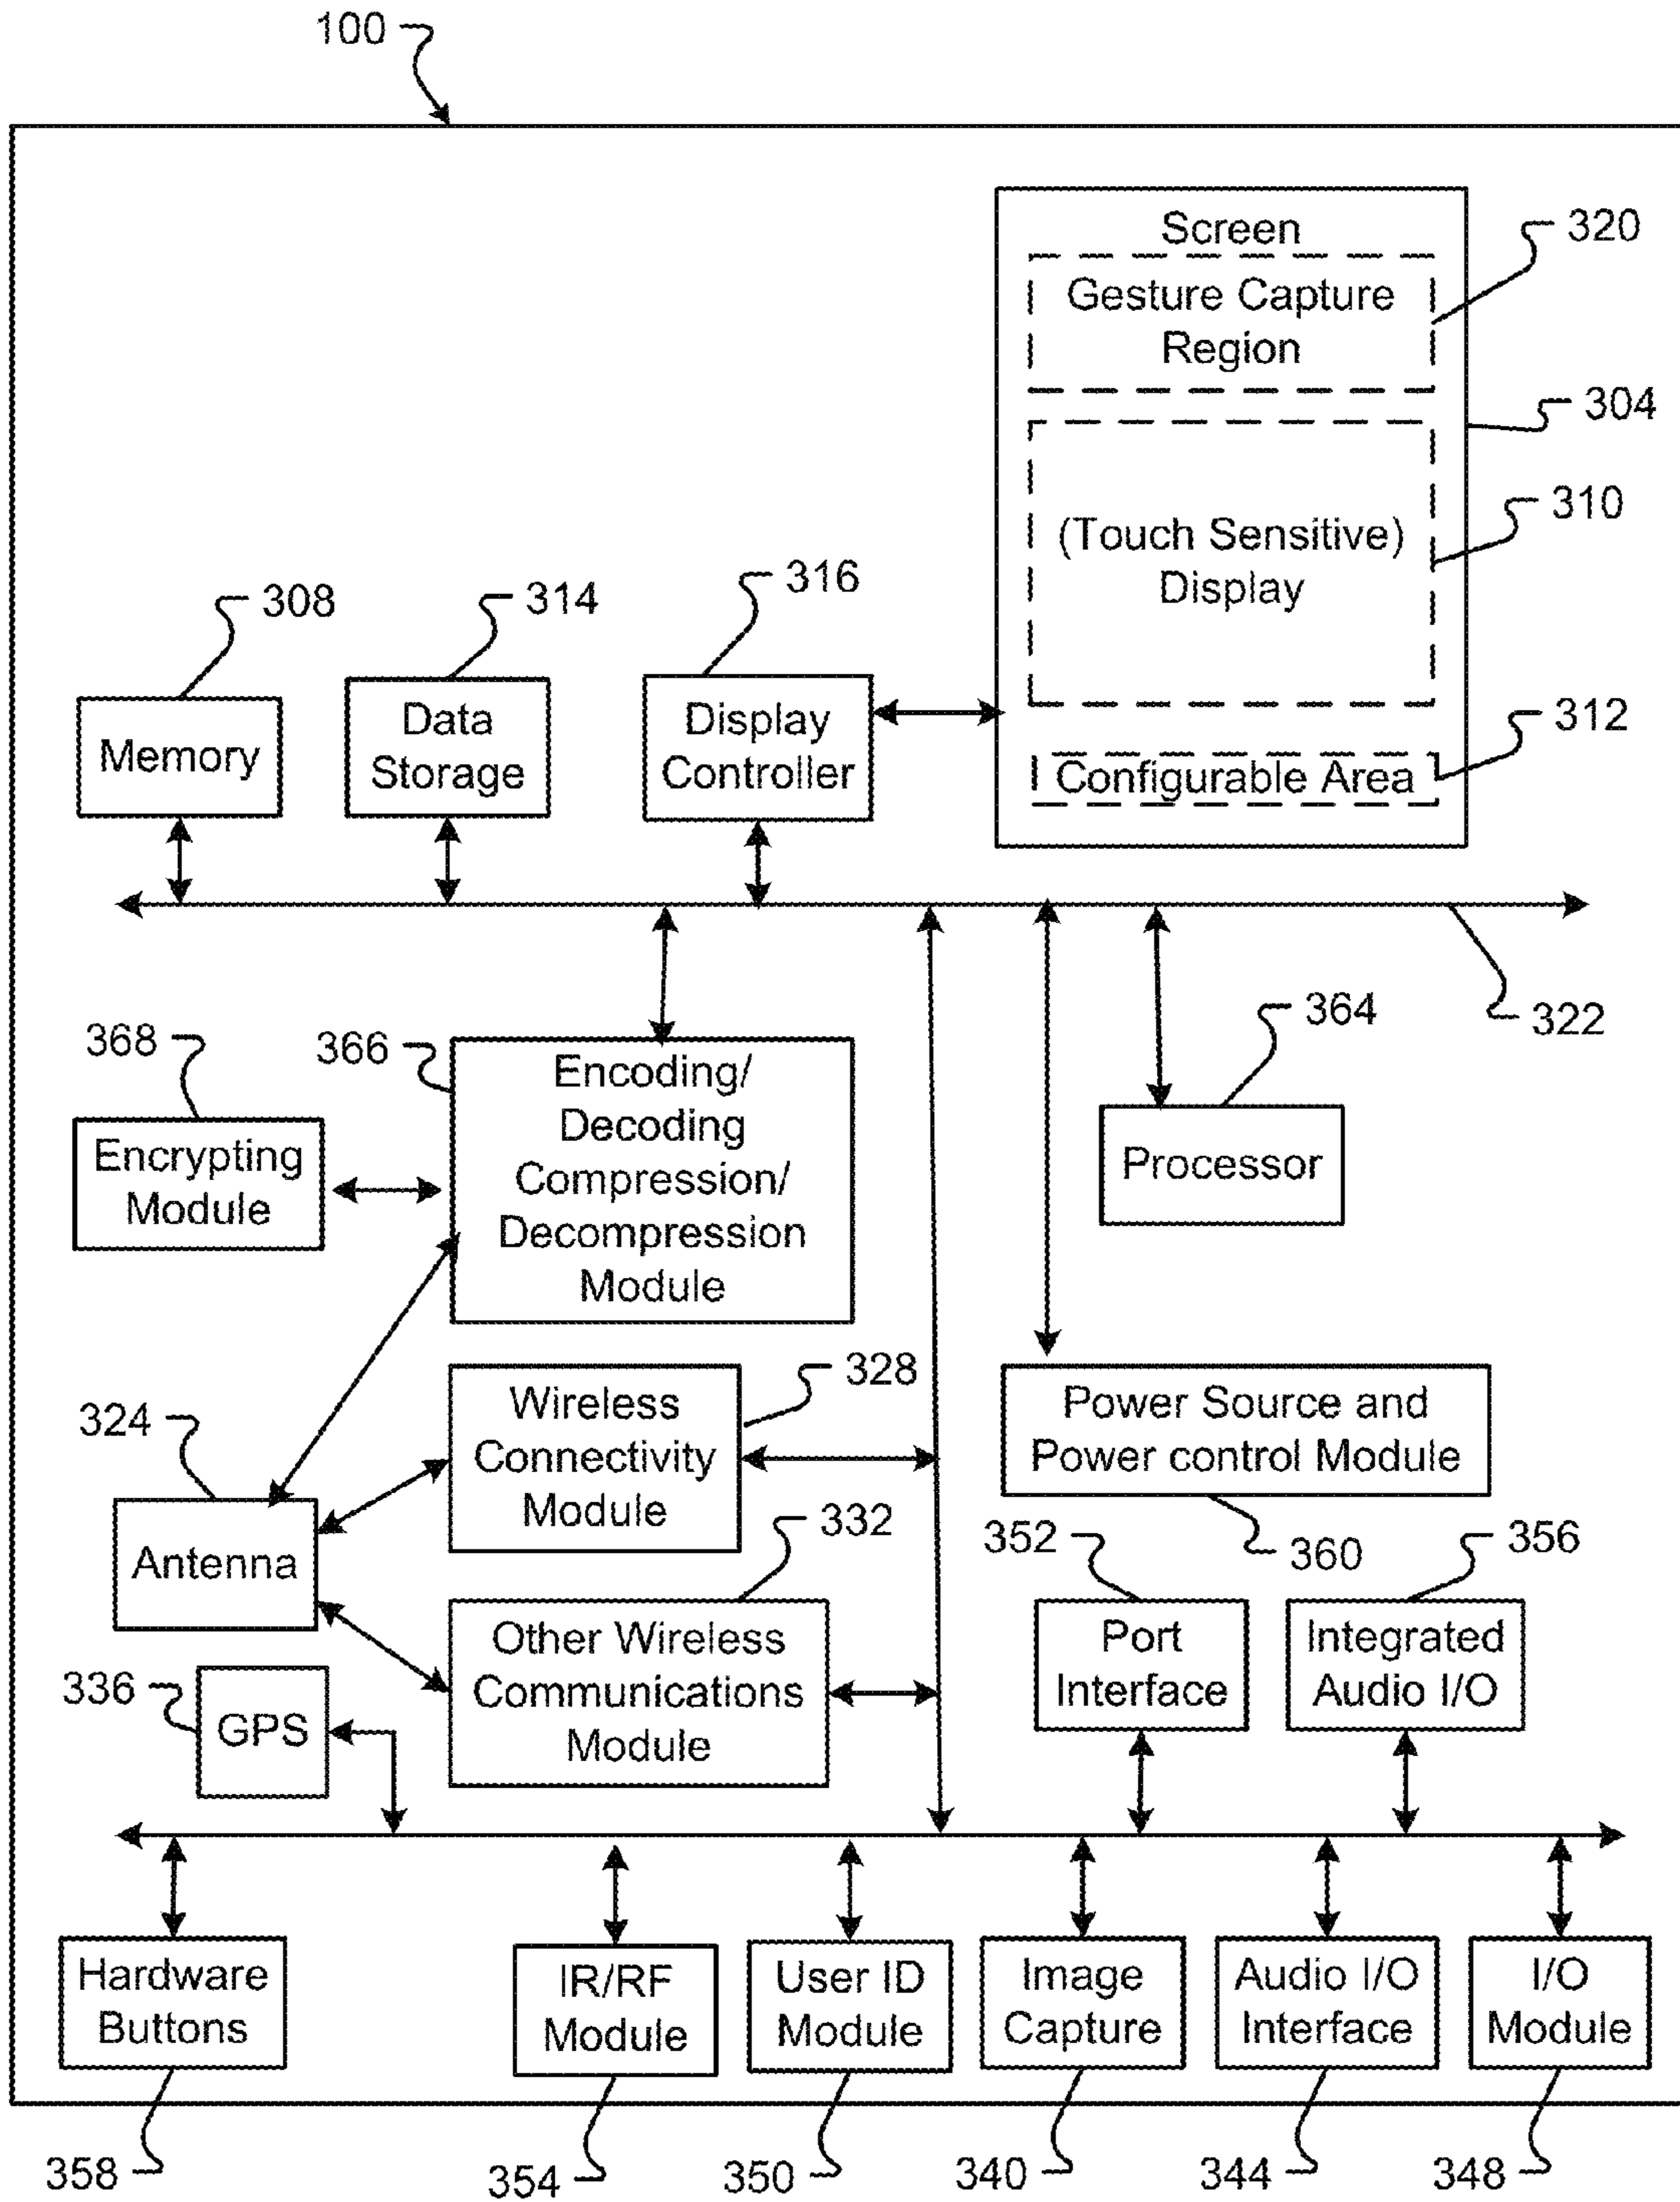 100
Screen
320
Gesture Capture
Region
304
310
(Touch Sensitive)
Display
308
314
316
312
Memory
Data
Storage
Display
Controller
Configurable Area
322
364
368
366
Encoding/
Decoding
Compression/
Decompression
Module
Encrypting
Module
Processor
328
324
Wireless
Connectivity
Module
Power Source and
Power control Module
332
352
360
356
Antenna
Other Wireless
Communications
Module
Port
Interface
Integrated
Audio I/O
336
GPS
Hardware
Buttons
IR/RF
Module
User ID
Module
Image
Capture
Audio I/O
Interface
I/O
Module
358
354
350
340
344
348